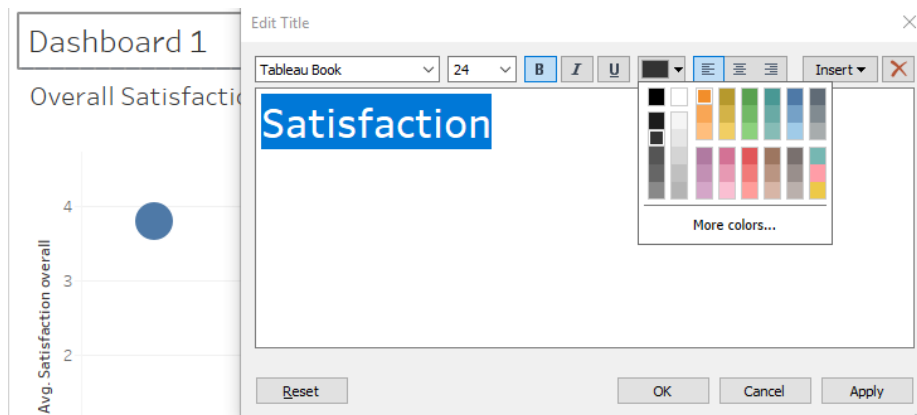 Dashboard 1
Overall Satisfactio
4
3
2
Avg. Satisfaction overall
Edit Title
Tableau Book
24
B I U
Insert
Satisfaction
More colors...
Reset
OK
Cancel
Apply